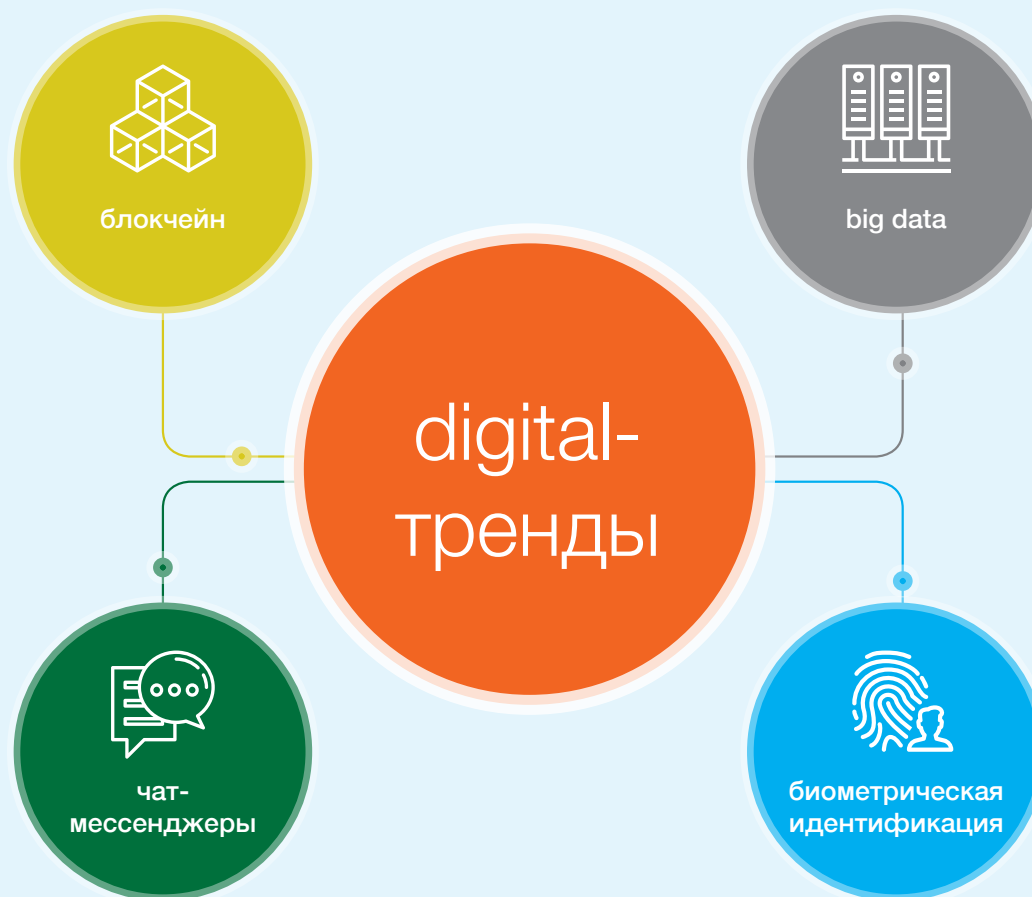 блокчейн
big data
digital-
тренды
чат-
мессенджеры
биометрическая
идентификация